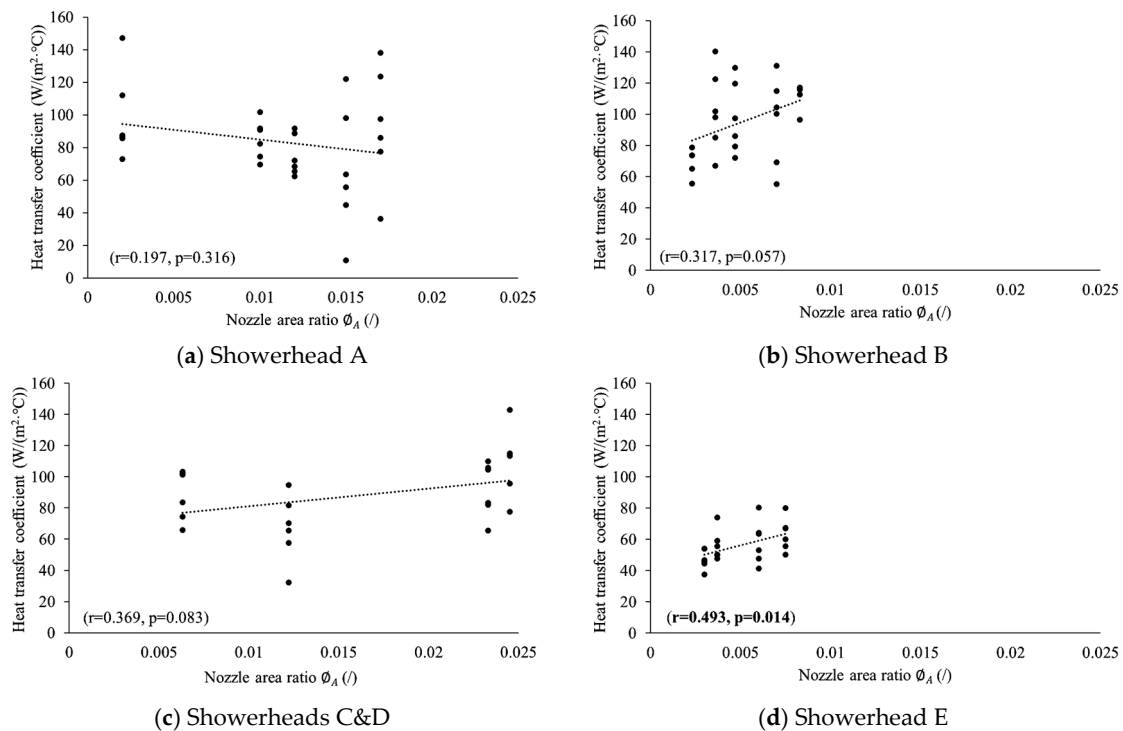 160
140
120
100
80
60
40
20
0
Heat transfer coefficient (W/(m²·°C))
(r=0.197, p=0.316)
0 0.005 0.01 0.015 0.02 0.025
Nozzle area ratio ∅A (/)
(a) Showerhead A
160
140
120
100
80
60
40
20
0
Heat transfer coefficient (W/(m²·°C))
(r=0.317, p=0.057)
0 0.005 0.01 0.015 0.02 0.025
Nozzle area ratio ∅A (/)
(b) Showerhead B
160
140
120
100
80
60
40
20
0
Heat transfer coefficient (W/(m²·°C))
(r=0.369, p=0.083)
0 0.005 0.01 0.015 0.02 0.025
Nozzle area ratio ∅A (/)
(c) Showerheads C&D
160
140
120
100
80
60
40
20
0
Heat transfer coefficient (W/(m²·°C))
(r=0.493, p=0.014)
0 0.005 0.01 0.015 0.02 0.025
Nozzle area ratio ∅A (/)
(d) Showerhead E